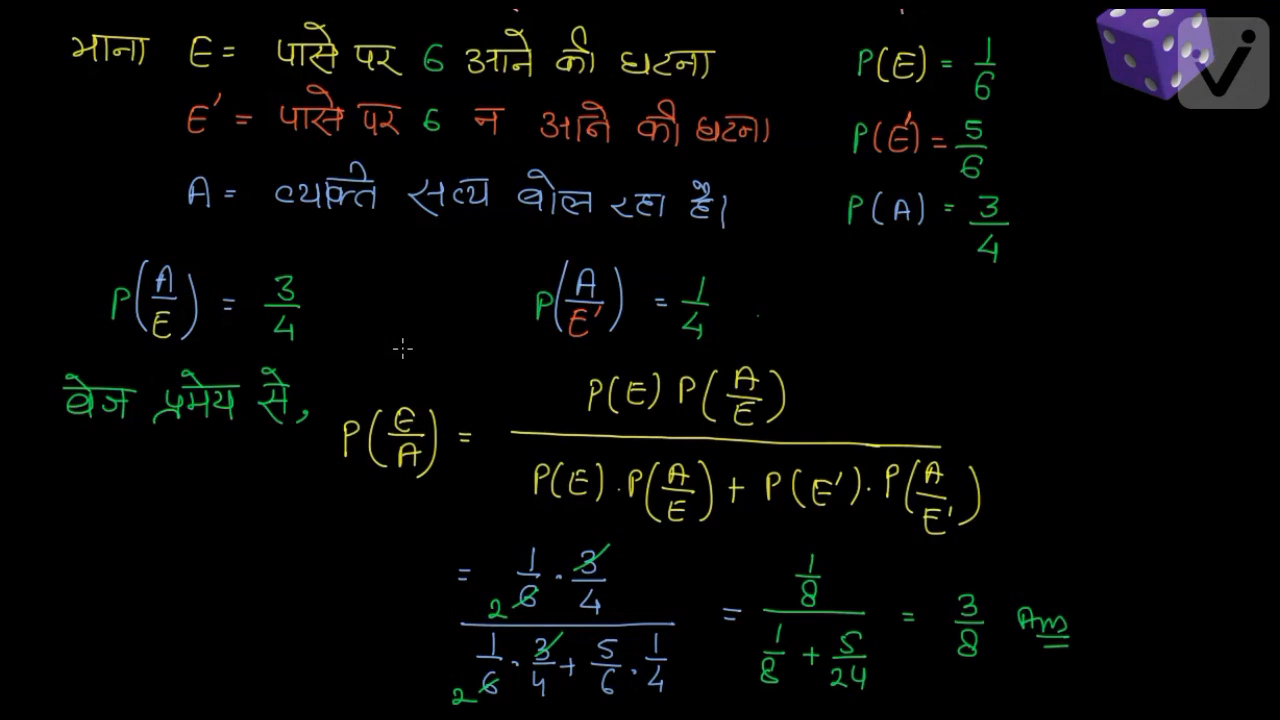 माना E = पासे पर 6 आने की घटना P(E) = 1/6
E' = पासे पर 6 न आने की घटना P(E') = 5/6
A = व्यक्ति सत्य बोल रहा है। P(A) = 3/4
P(A/E) = 3/4 P(A/E') = 1/4
बेज प्रमेय से, P(E/A) = P(E) P(A/E) / P(E).P(A/E) + P(E').P(A/E')
= 1/6 . 3/4 / 1/6 . 3/4 + 5/6 . 1/4 = 1/8 / 1/8 + 5/24 = 3/8 Ans
2
2